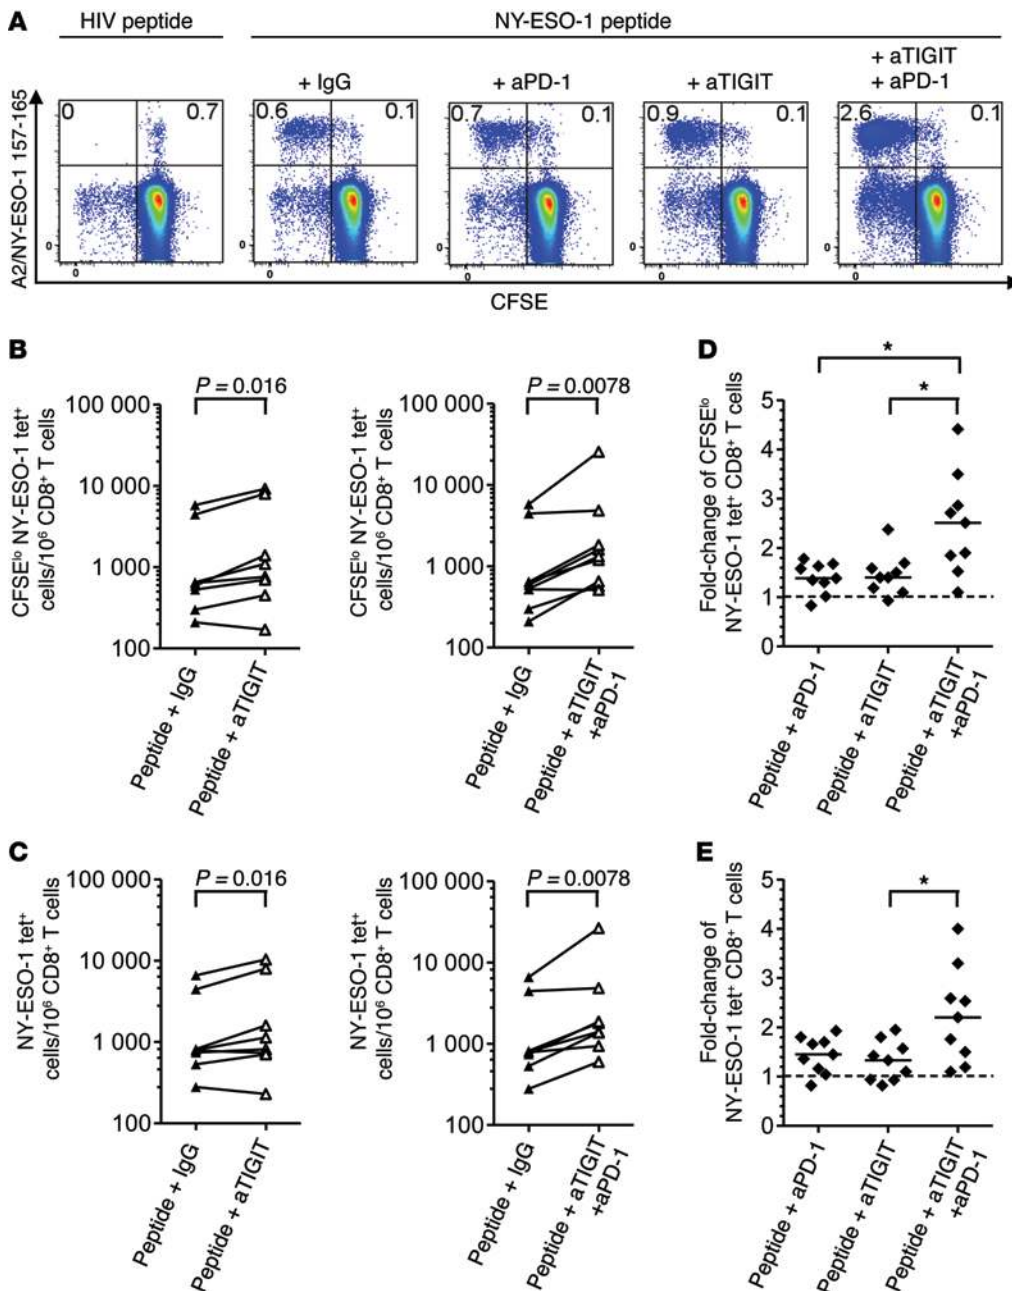 A
HIV peptide
NY-ESO-1 peptide
+ IgG
+ aPD-1
+ aTIGIT
+ aTIGIT
+ aPD-1
A2/NY-ESO-1 157-165
0
0.7
0.6
0.1
0.7
0.1
0.9
0.1
2.6
0.1
0
0
0
0
0
0
0
0
0
0
CFSE
B
CFSE^lo NY-ESO-1 tet⁺
cells/10⁶ CD8⁺ T cells
100 000
10 000
1 000
100
P = 0.016
Peptide + IgG
Peptide + aTIGIT
CFSE^lo NY-ESO-1 tet⁺
cells/10⁶ CD8⁺ T cells
100 000
10 000
1 000
100
P = 0.0078
Peptide + IgG
Peptide + aTIGIT
+aPD-1
D
Fold-change of CFSE^lo
NY-ESO-1 tet⁺ CD8⁺ T cells
5
4
3
2
1
0
*
*
Peptide + aPD-1
Peptide + aTIGIT
Peptide + aTIGIT
+aPD-1
C
NY-ESO-1 tet⁺
cells/10⁶ CD8⁺ T cells
100 000
10 000
1 000
100
P = 0.016
Peptide + IgG
Peptide + aTIGIT
NY-ESO-1 tet⁺
cells/10⁶ CD8⁺ T cells
100 000
10 000
1 000
100
P = 0.0078
Peptide + IgG
Peptide + aTIGIT
+aPD-1
E
Fold-change of
NY-ESO-1 tet⁺ CD8⁺ T cells
5
4
3
2
1
0
*
Peptide + aPD-1
Peptide + aTIGIT
Peptide + aTIGIT
+aPD-1